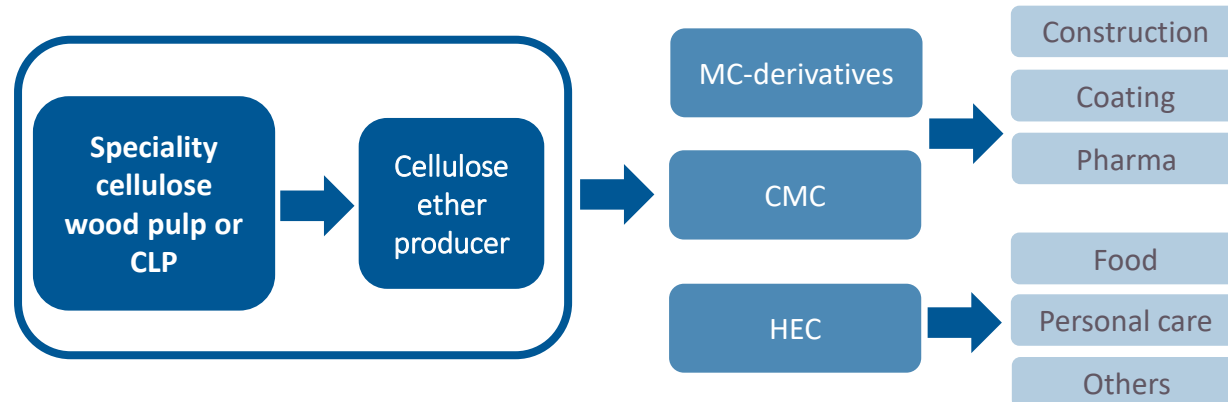 Speciality
cellulose
wood pulp or
CLP
Cellulose
ether
producer
MC-derivatives
CMC
HEC
Construction
Coating
Pharma
Food
Personal care
Others